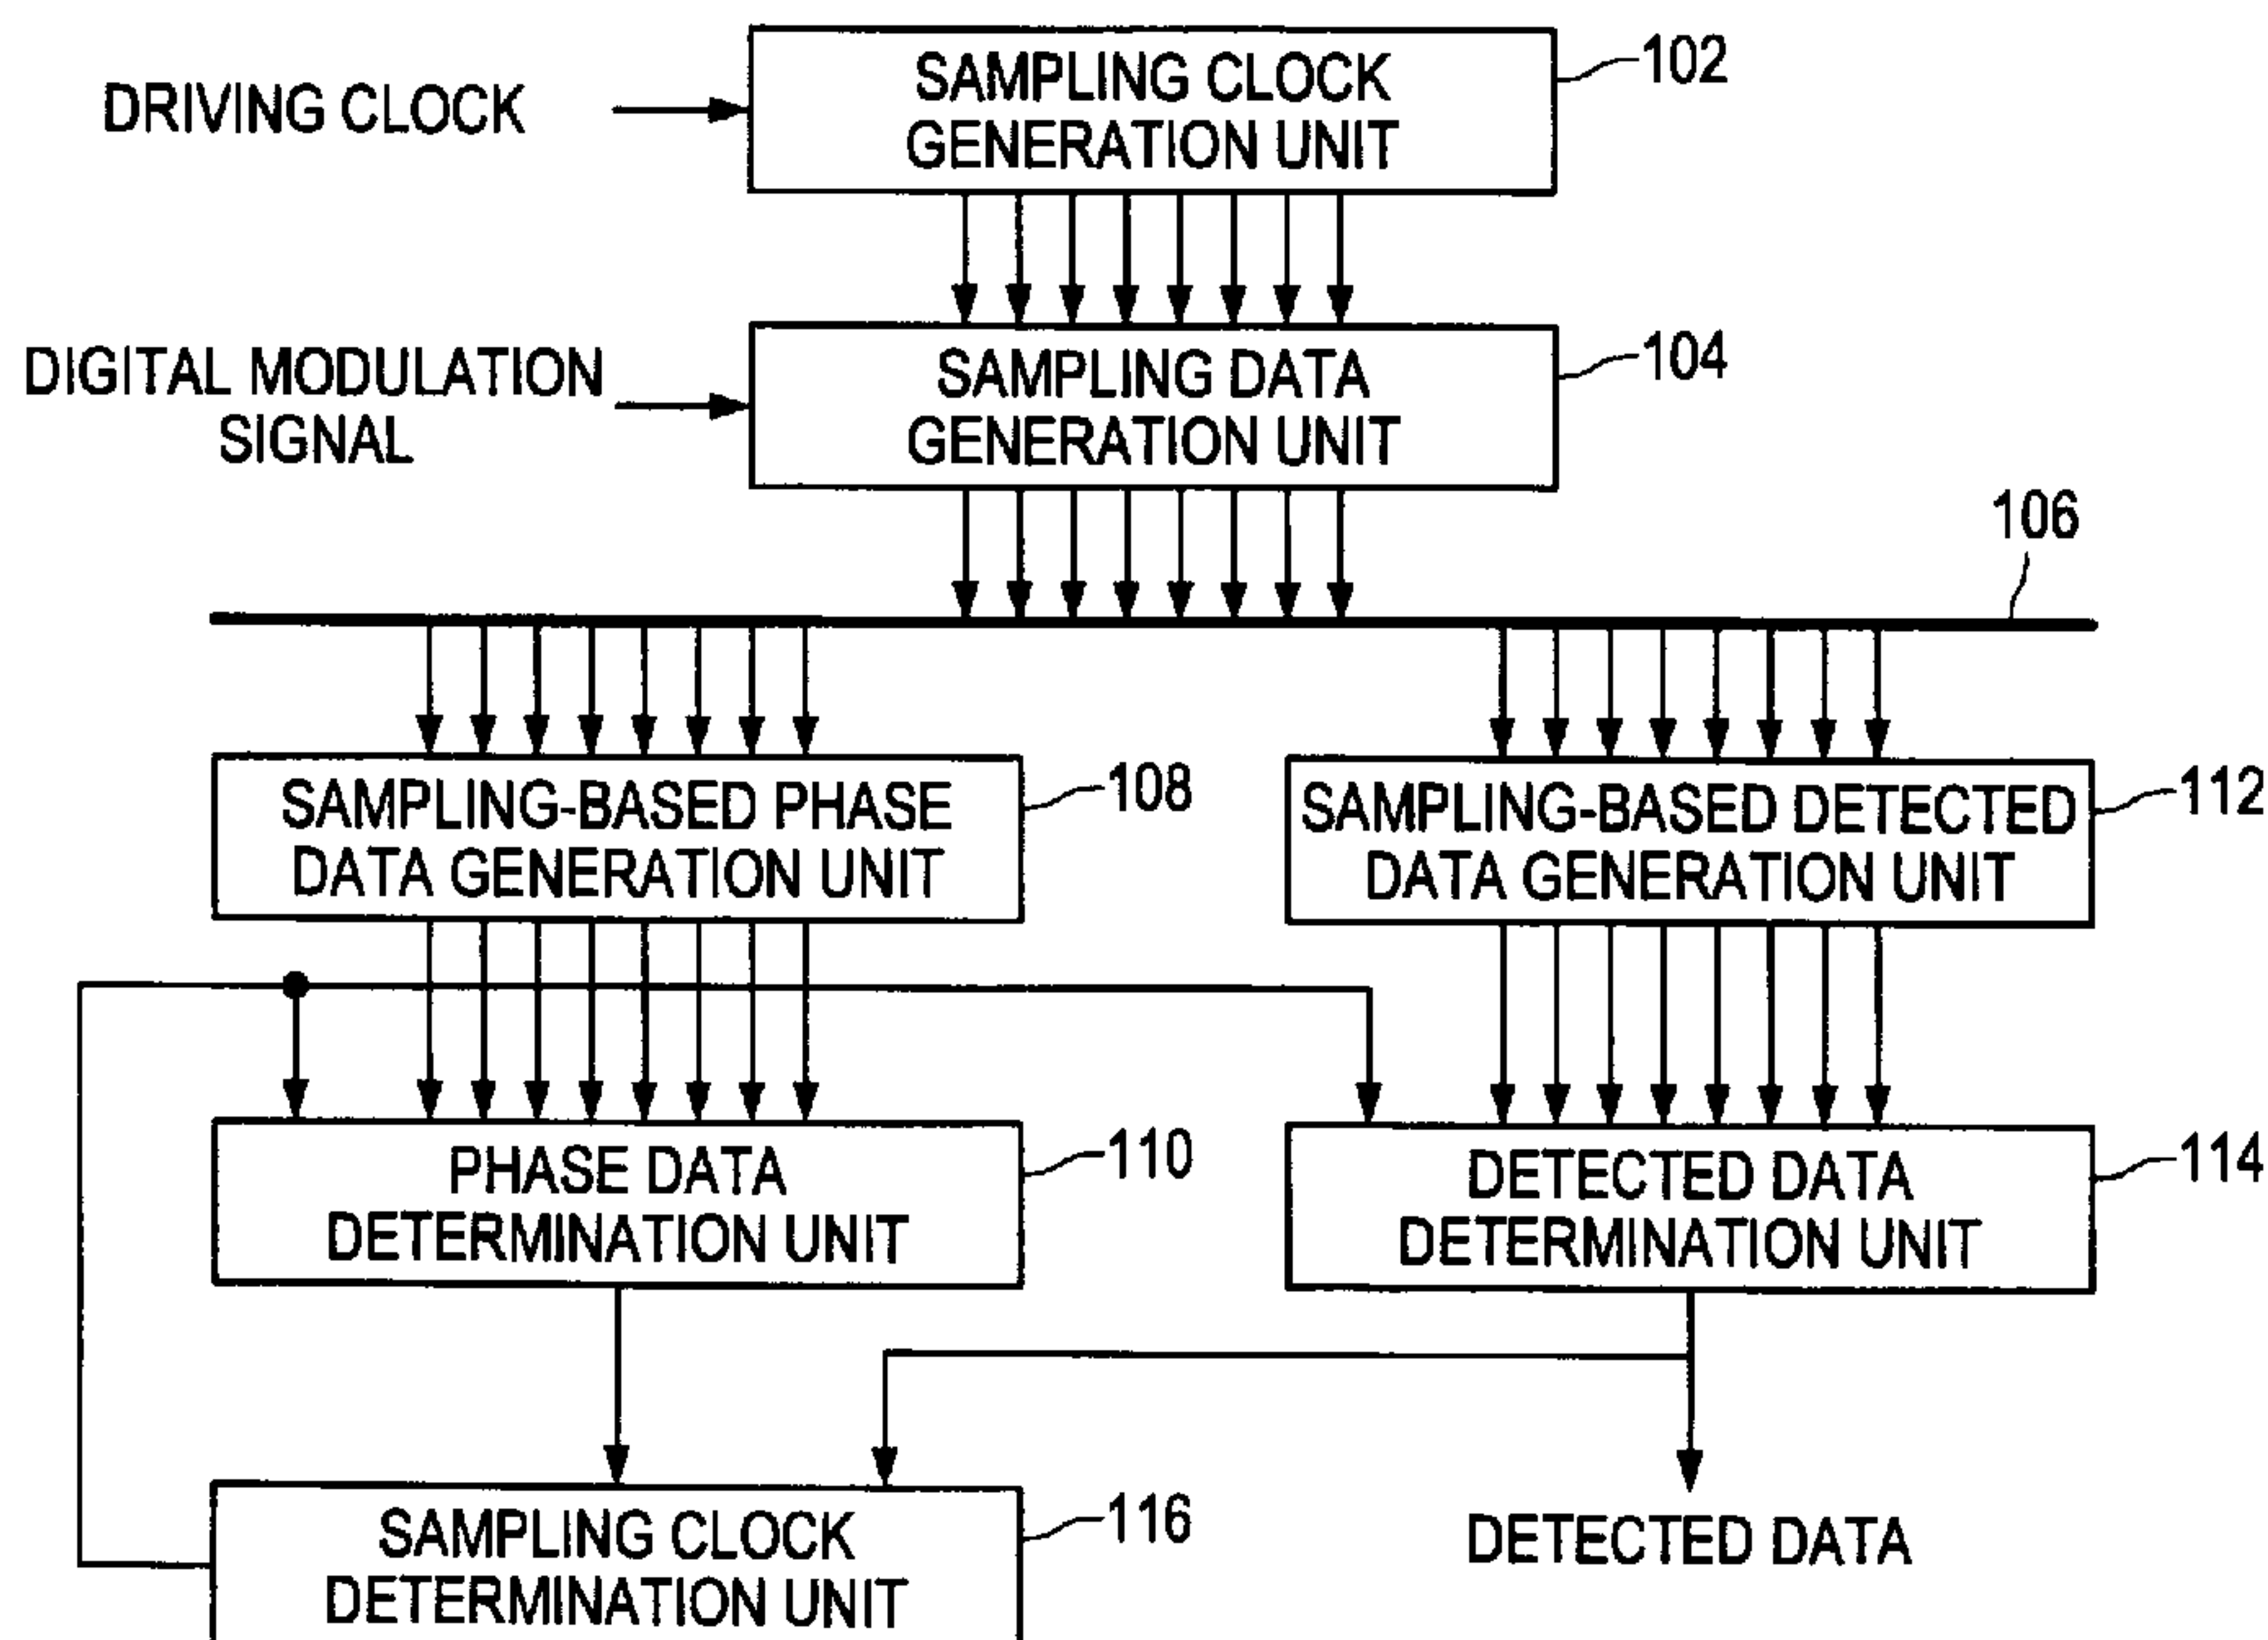 SAMPLING CLOCK
GENERATION UNIT
102
DRIVING CLOCK
SAMPLING DATA
GENERATION UNIT
104
DIGITAL MODULATION
SIGNAL
106
SAMPLING-BASED PHASE
DATA GENERATION UNIT
108
SAMPLING-BASED DETECTED
DATA GENERATION UNIT
112
PHASE DATA
DETERMINATION UNIT
110
DETECTED DATA
DETERMINATION UNIT
114
SAMPLING CLOCK
DETERMINATION UNIT
116
DETECTED DATA